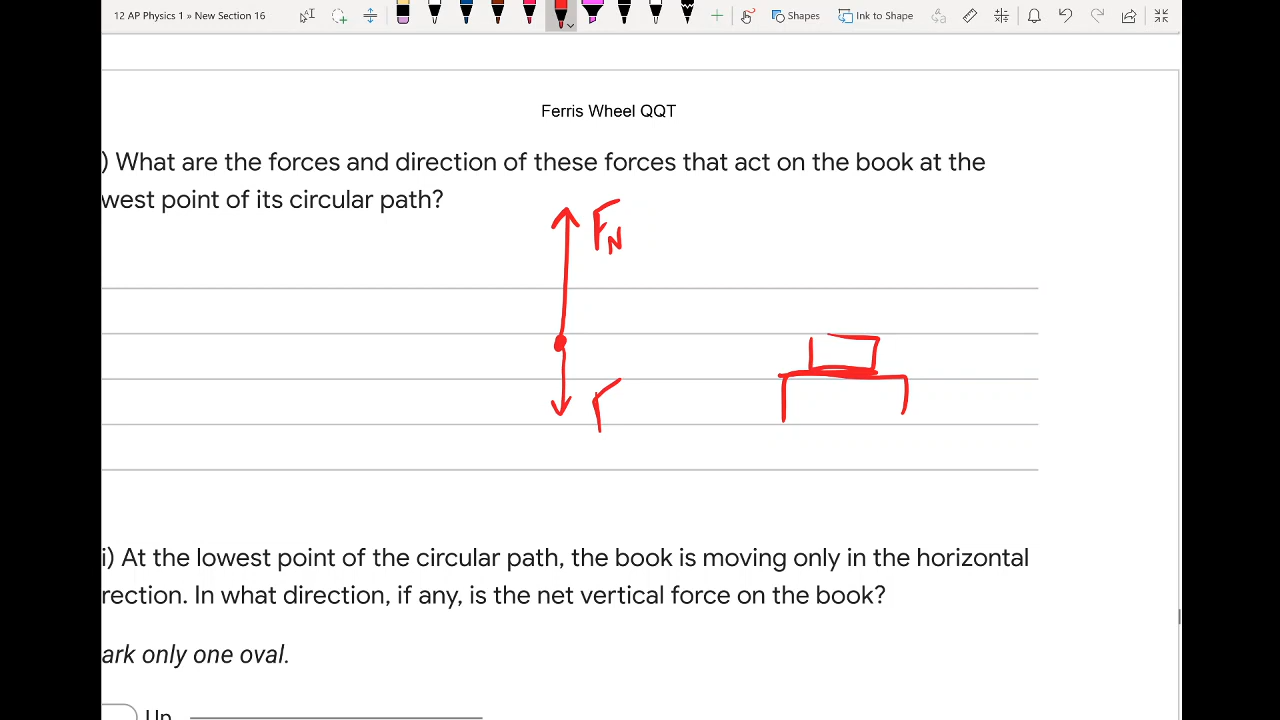 12 AP Physics 1 » New Section 16
Shapes
Ink to Shape
Ferris Wheel QQT
) What are the forces and direction of these forces that act on the book at the
west point of its circular path?
FN
i) At the lowest point of the circular path, the book is moving only in the horizontal
rection. In what direction, if any, is the net vertical force on the book?
ark only one oval.
Up